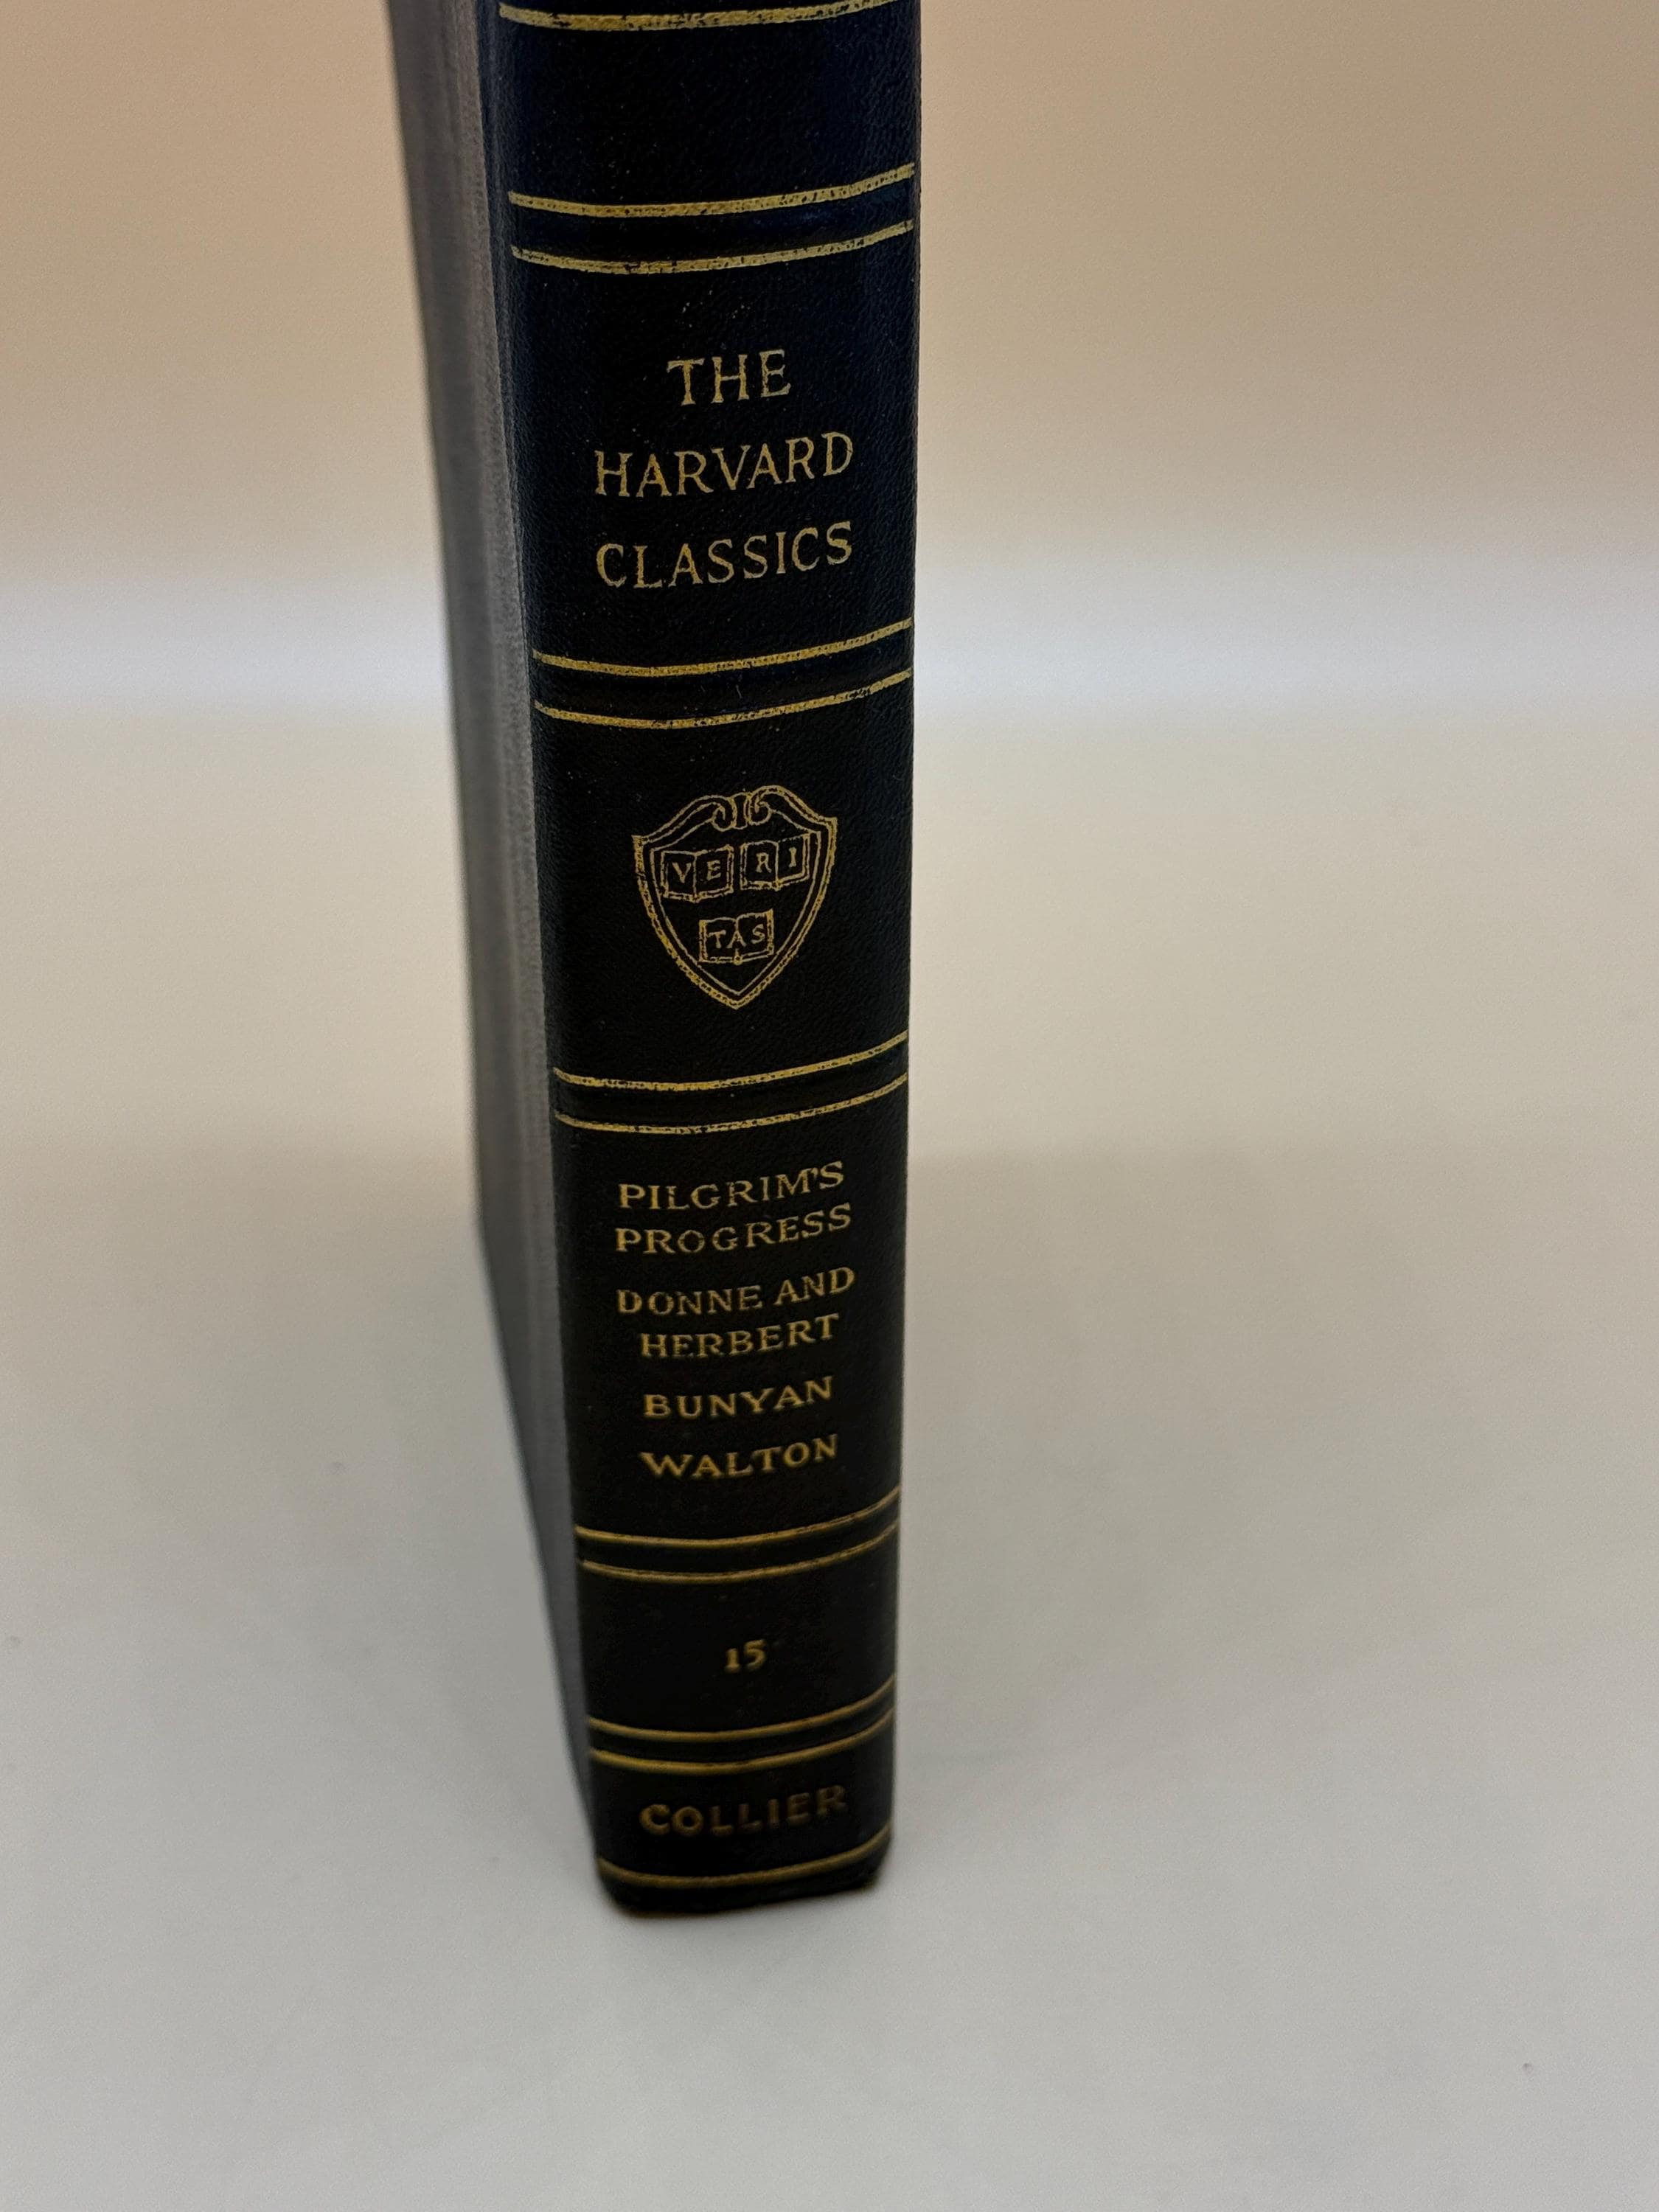 THE
HARVARD
CLASSICS
VE RI
TAS
PILGRIM'S
PROGRESS
DONNE AND
HERBERT
BUNYAN
WALTON
15
COLLIER